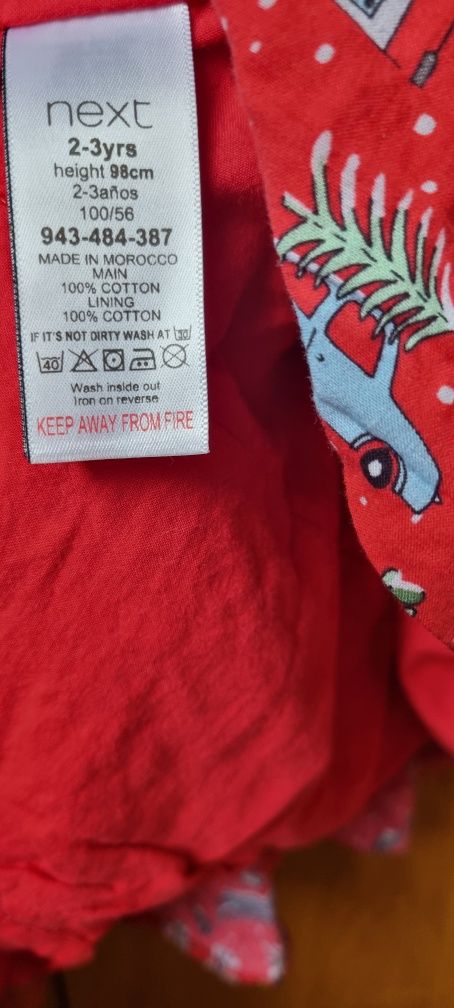 next
2-3yrs
height 98cm
2-3años
100/56
943-484-387
MADE IN MOROCCO
MAIN
100% COTTON
LINING
100% COTTON
IF IT'S NOT DIRTY WASH AT 30
40
Wash inside out
Iron on reverse
KEEP AWAY FROM FIRE